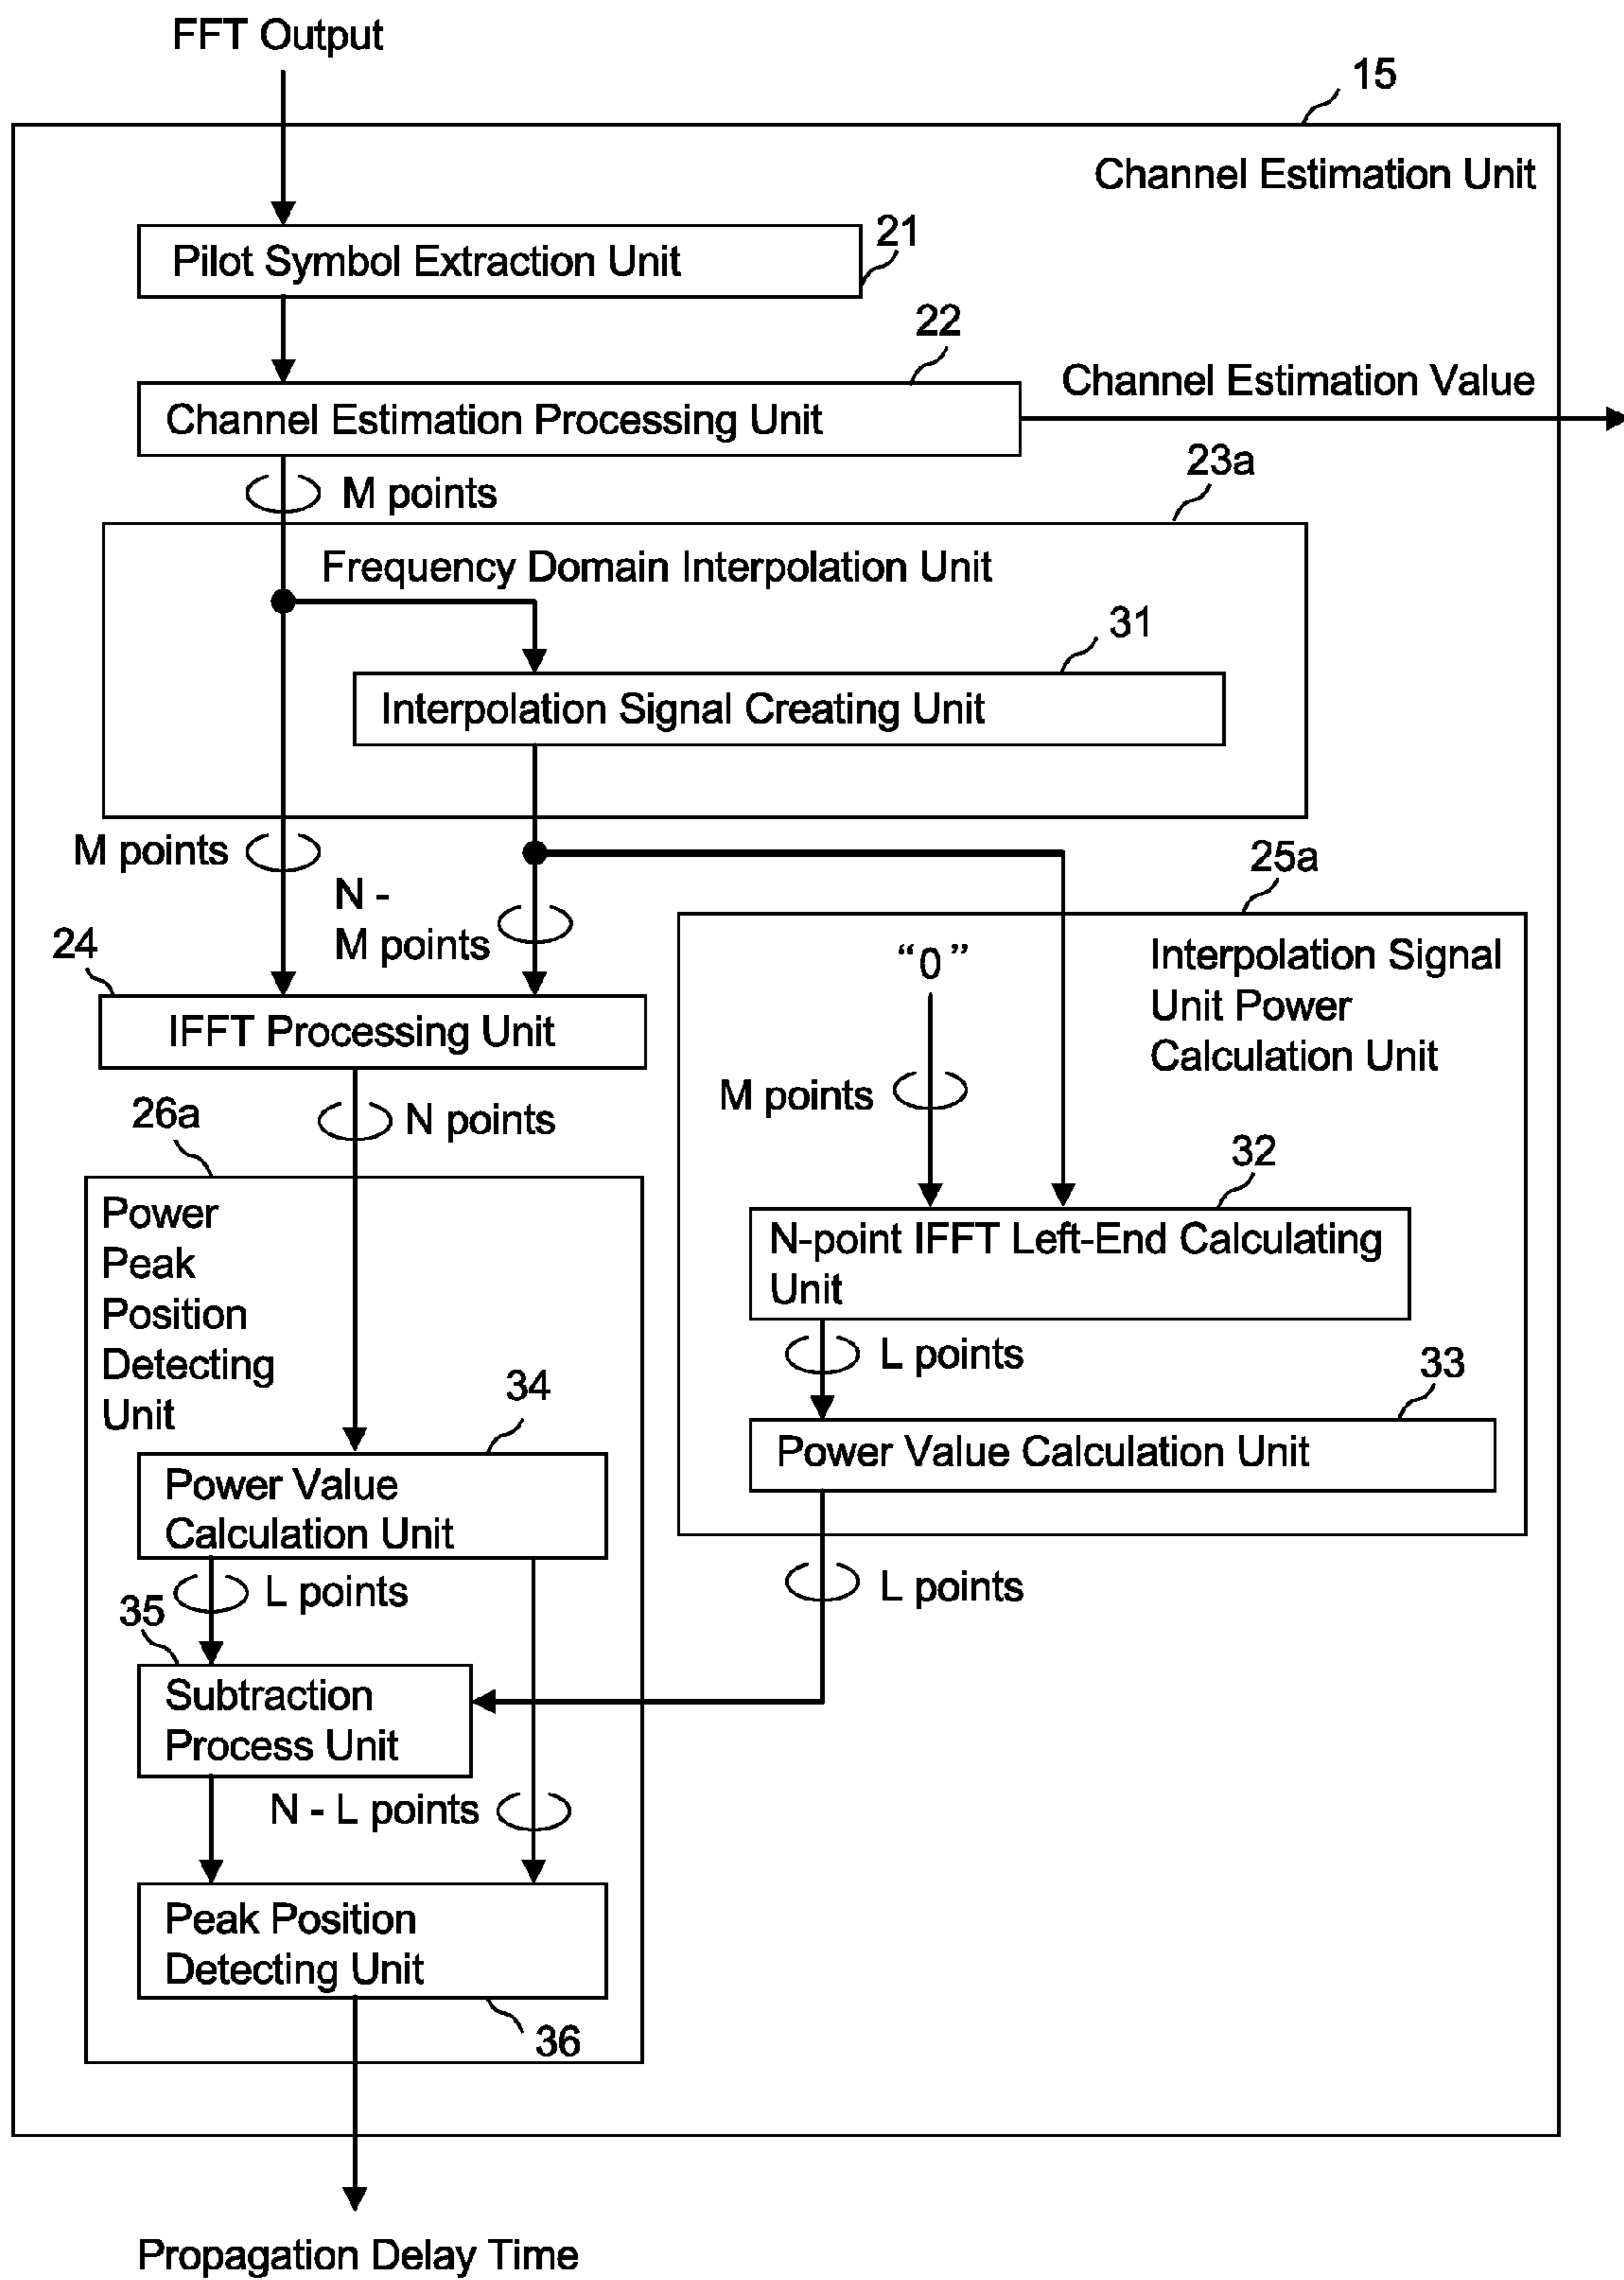 FFT Output
15
Channel Estimation Unit
21
Pilot Symbol Extraction Unit
22
Channel Estimation Processing Unit
Channel Estimation Value
M points
23a
Frequency Domain Interpolation Unit
31
Interpolation Signal Creating Unit
M points
N -
M points
25a
Interpolation Signal
Unit Power
Calculation Unit
“0”
M points
24
IFFT Processing Unit
N points
26a
32
N-point IFFT Left-End Calculating
Unit
L points
33
Power Value Calculation Unit
L points
Power
Peak
Position
Detecting
Unit
34
Power Value
Calculation Unit
L points
35
Subtraction
Process Unit
N - L points
Peak Position
Detecting Unit
36
Propagation Delay Time